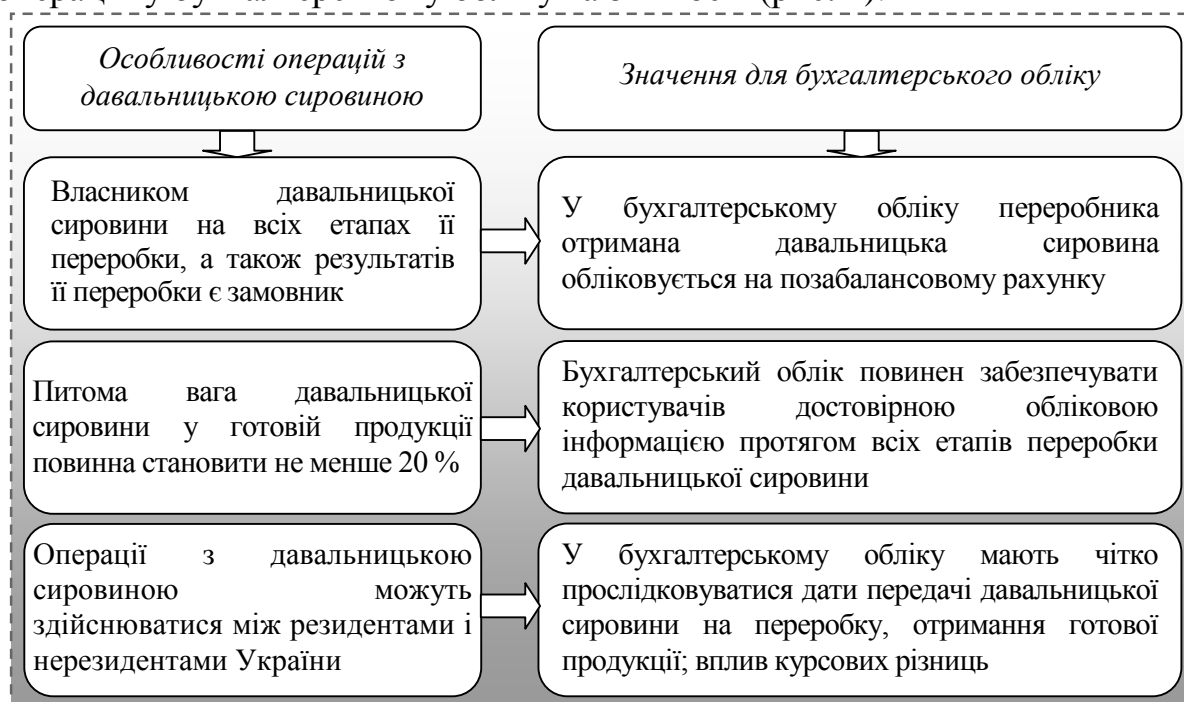 Особливості операцій з
давальницькою сировиною
Значення для бухгалтерського обліку
Власником давальницької
сировини на всіх етапах її
переробки, а також результатів
її переробки є замовник
У бухгалтерському обліку переробника
отримана давальницька сировина
обліковується на позабалансовому рахунку
Питома вага давальницької
сировини у готовій продукції
повинна становити не менше 20 %
Бухгалтерський облік повинен забезпечувати
користувачів достовірною обліковою
інформацією протягом всіх етапів переробки
давальницької сировини
Операції з давальницькою
сировиною можуть
здійснюватися між резидентами і
нерезидентами України
У бухгалтерському обліку мають чітко
прослідковуватися дати передачі давальницької
сировини на переробку, отримання готової
продукції; вплив курсових різниць